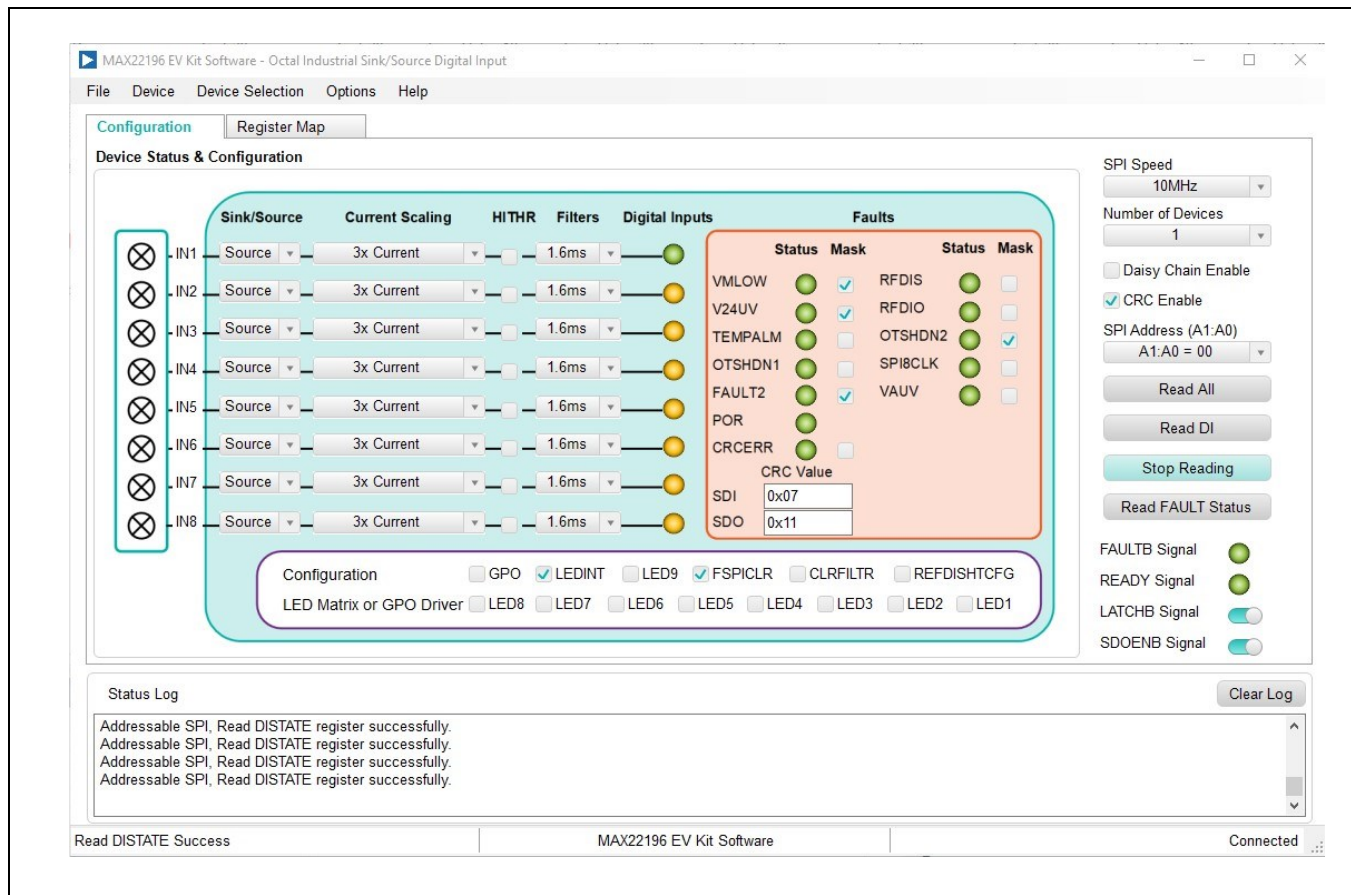 MAX22196 EV Kit Software - Octal Industrial Sink/Source Digital Input
File Device Device Selection Options Help
Configuration Register Map
Device Status & Configuration
Sink/Source Current Scaling HITHR Filters Digital Inputs Faults
Status Mask Status Mask
IN1 Source 3x Current 1.6ms
IN2 Source 3x Current 1.6ms
IN3 Source 3x Current 1.6ms
IN4 Source 3x Current 1.6ms
IN5 Source 3x Current 1.6ms
IN6 Source 3x Current 1.6ms
IN7 Source 3x Current 1.6ms
IN8 Source 3x Current 1.6ms
VMLOW RFDIS
V24UV RFDIO
TEMPALM OTSHDN2
OTSHDN1 SPI8CLK
FAULT2 VAUV
POR
CRCERR
CRC Value
SDI 0x07
SDO 0x11
Configuration GPO LEDINT LED9 FSPICLR CLRFILTR REFDISHTCFG
LED Matrix or GPO Driver LED8 LED7 LED6 LED5 LED4 LED3 LED2 LED1
SPI Speed
10MHz
Number of Devices
1
Daisy Chain Enable
CRC Enable
SPI Address (A1:A0)
A1:A0 = 00
Read All
Read DI
Stop Reading
Read FAULT Status
FAULTB Signal
READY Signal
LATCHB Signal
SDOENB Signal
Status Log Clear Log
Addressable SPI, Read DISTATE register successfully.
Addressable SPI, Read DISTATE register successfully.
Addressable SPI, Read DISTATE register successfully.
Addressable SPI, Read DISTATE register successfully.
Read DISTATE Success MAX22196 EV Kit Software Connected